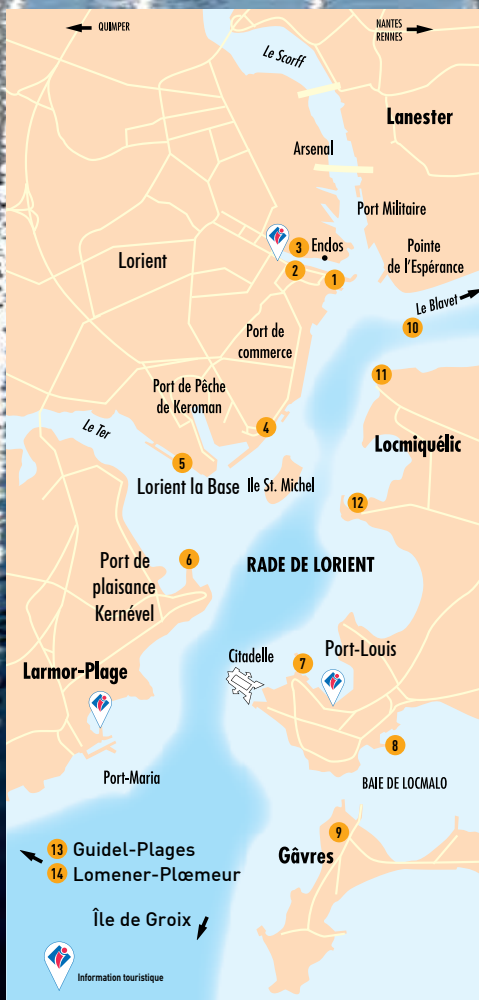 QUIMPER
NANTES
RENNES
Le Scorff
Lanester
Arsenal
Port Militaire
3 Endos
Pointe
de l'Espérance
Lorient
2
1
Le Blavet
10
Port de
commerce
11
Port de Pêche
de Keroman
4
Le Ter
Locmiquélic
5
Lorient la Base
Ile St. Michel
12
6
Port de
plaisance
Kernével
RADE DE LORIENT
Citadelle
7
Port-Louis
Larmor-Plage
8
Port-Maria
BAIE DE LOCMALO
9
Gâvres
13 Guidel-Plages
14 Lomener-Plœmeur
Île de Groix
Information touristique